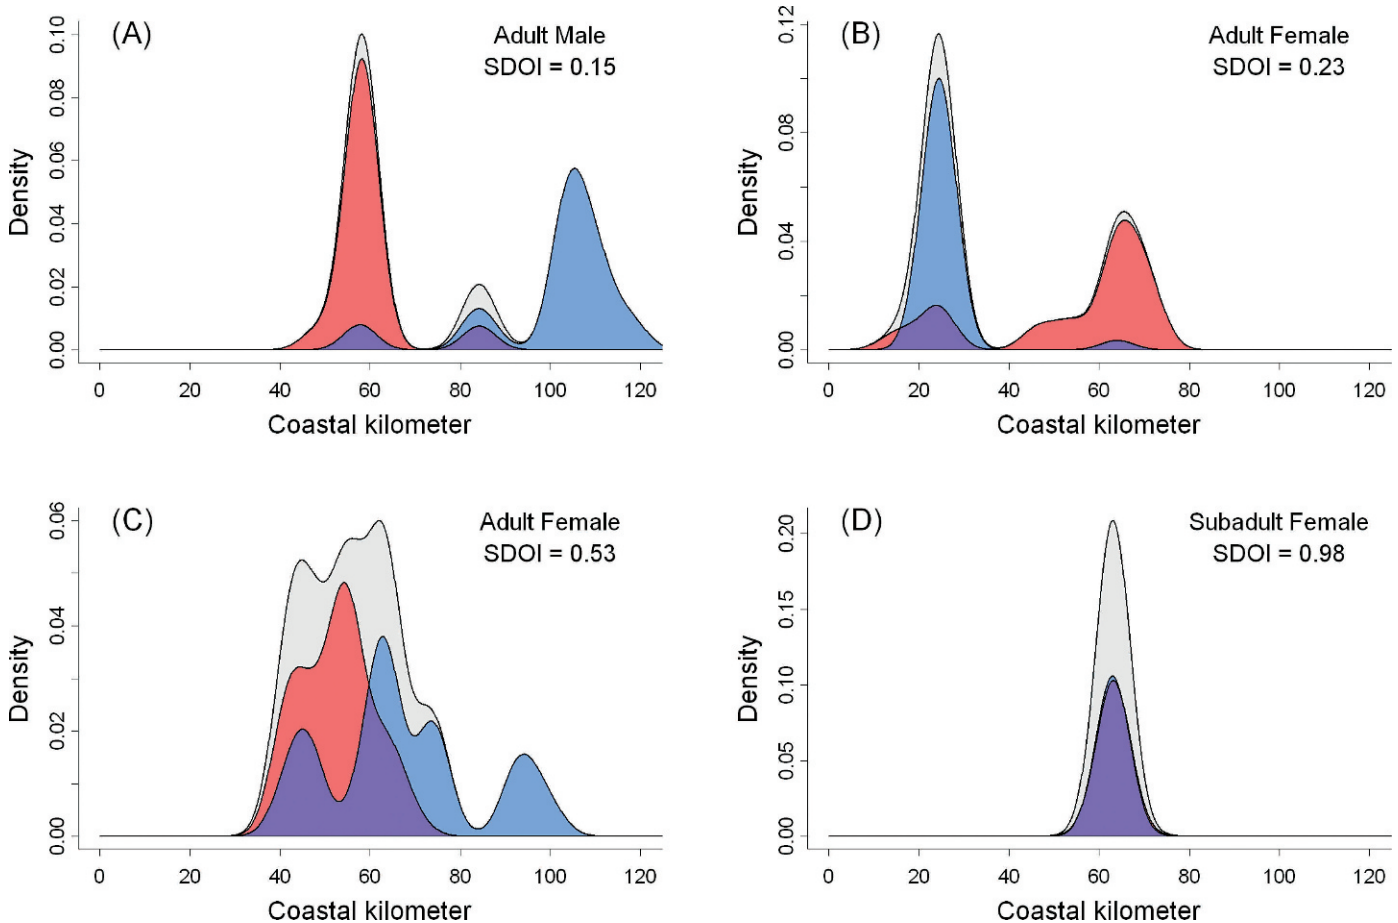 (A)
Adult Male
SDOI = 0.15
Density
0.10
0.08
0.06
0.04
0.02
0.00
0 20 40 60 80 100 120
Coastal kilometer
(B)
Adult Female
SDOI = 0.23
Density
0.12
0.08
0.04
0.00
0 20 40 60 80 100 120
Coastal kilometer
(C)
Adult Female
SDOI = 0.53
Density
0.06
0.04
0.02
0.00
0 20 40 60 80 100 120
Coastal kilometer
(D)
Subadult Female
SDOI = 0.98
Density
0.20
0.15
0.10
0.05
0.00
0 20 40 60 80 100 120
Coastal kilometer